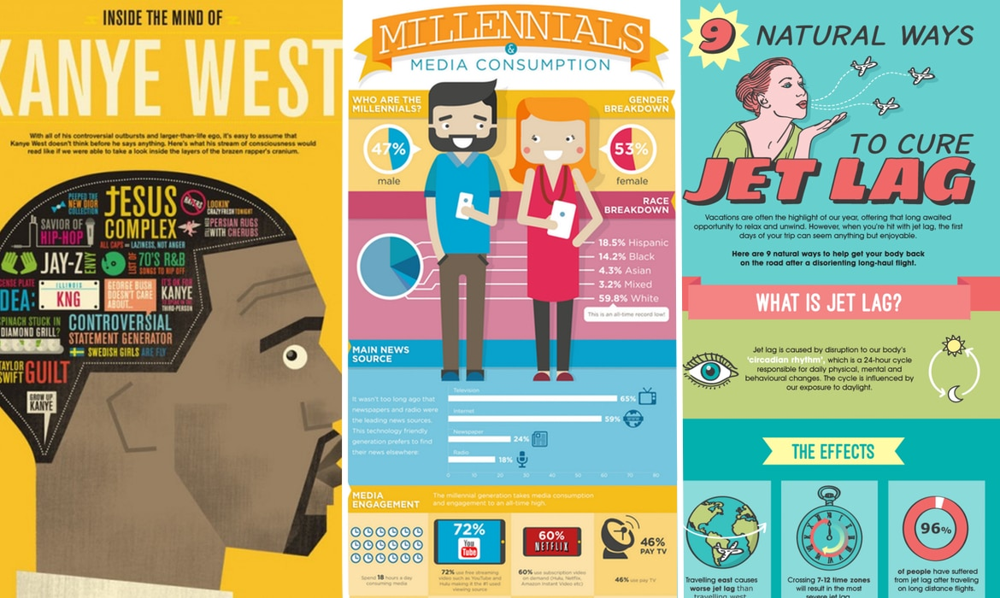 INSIDE THE MIND OF
KANYE WEST
With all of his controversial outbursts and larger-than-life ego, it's easy to assume that
Kanye West doesn't think before he says anything. Here's what his stream of consciousness would
read like if we were able to take a look inside the layers of the brazen rapper's cranium.
PEEPED THE
NEW DIOR
COLLECTION
JESUS
COMPLEX
LOOKIN'
CRAZY FRESH TONIGHT
SAVIOR OF
HIP-HOP
PERSIAN RUGS
WITH CHERUBS
ALL CAPS = LAZINESS, NOT ANGER
JAY-Z
ENVY
LIST OF
70'S R&B
SONGS TO RIP OFF
CENSE PLATE
DEA:
ILLINOIS
KNG
GEORGE BUSH
DOESN'T CARE
ABOUT...
IT'S OK FOR
KANYE
TO SPEAK IN THE
THIRD-PERSON
SPINACH STUCK IN
DIAMOND GRILL?
CONTROVERSIAL
STATEMENT GENERATOR
SWEDISH GIRLS ARE FLY
TAYLOR
SWIFT GUILT
GROW UP
KANYE
MILLENNIALS
&
MEDIA CONSUMPTION
WHO ARE THE
MILLENNIALS?
GENDER
BREAKDOWN
47%
male
53%
female
RACE
BREAKDOWN
18.5% Hispanic
14.2% Black
4.3% Asian
3.2% Mixed
59.8% White
This is an all-time record low!
MAIN NEWS
SOURCE
It wasn't too long ago that
newspapers and radio were
the leading news sources.
This technology friendly
generation prefers to find
their news elsewhere.
Television
65%
Internet
59%
Newspaper
24%
Radio
18%
0 10 20 30 40 50 60 70 80
MEDIA
ENGAGEMENT
The millennial generation takes media consumption
and engagement to an all-time high.
Spend 18 hours a day
consuming media
72%
You
Tube
72% use free streaming
video such as YouTube and
Hulu making it the #1 used
viewing source
60%
NETFLIX
60% use subscription video
on demand (Hulu, Netflix,
Amazon Instant Video etc)
46%
PAY TV
46% use pay TV
9 NATURAL WAYS
TO CURE
JET LAG
Vacations are often the highlight of our year, offering that long awaited
opportunity to relax and unwind. However, when you're hit with jet lag, the first
days of your trip can seem anything but enjoyable.
Here are 9 natural ways to help get your body back
on the road after a disorienting long-haul flight.
WHAT IS JET LAG?
Jet lag is caused by disruption to our body's
'circadian rhythm', which is a 24-hour cycle
responsible for daily physical, mental and
behavioural changes. The cycle is influenced by
our exposure to daylight.
THE EFFECTS
Travelling east causes
worse jet lag than
travelling west
Crossing 7-12 time zones
will result in the most
severe jet lag
96%
of people have suffered
from jet lag after traveling
on long distance flights.